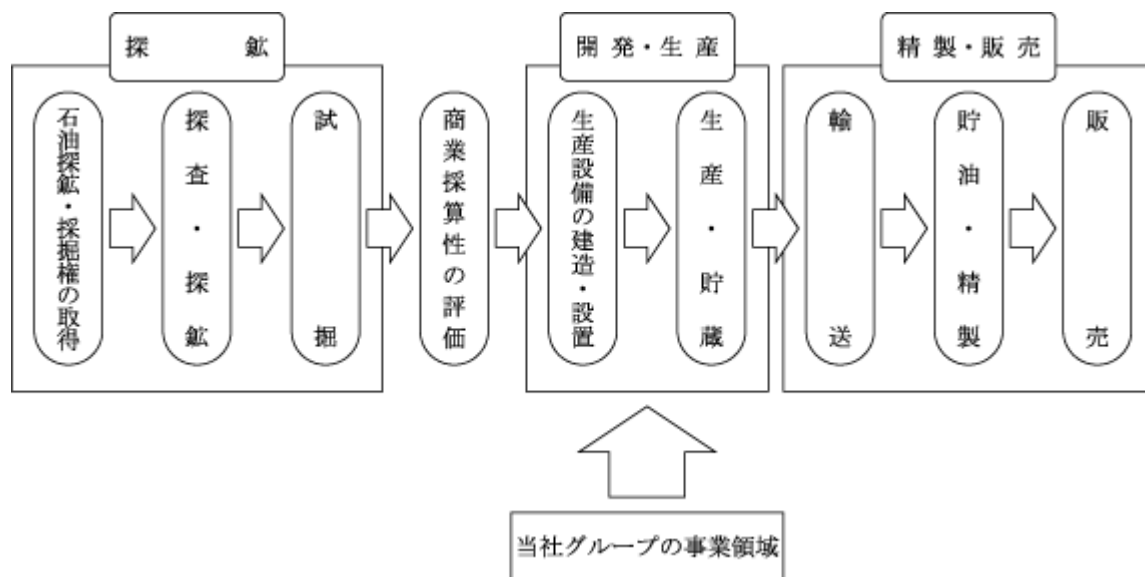 探鉱
開発・生産
精製・販売
石油探鉱・採掘権の取得
探査・探鉱
試掘
商業採算性の評価
生産設備の建造・設置
生産・貯蔵
輸送
貯油・精製
販売
当社グループの事業領域